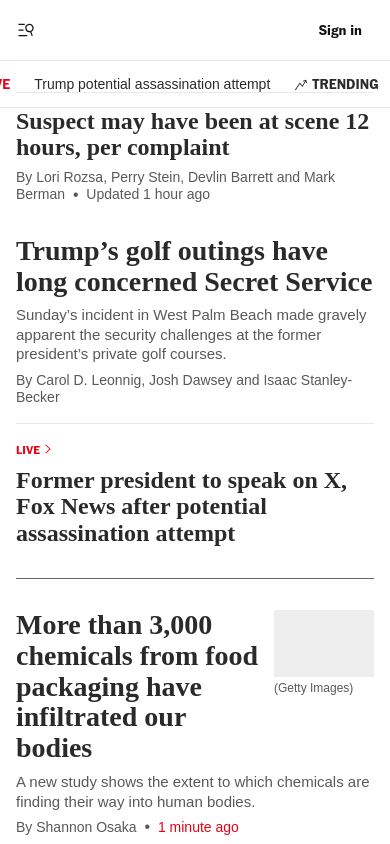 Sign in
Trump potential assassination attempt
TRENDING
Suspect may have been at scene 12
hours, per complaint
By Lori Rozsa, Perry Stein, Devlin Barrett and Mark
Berman • Updated 1 hour ago
Trump’s golf outings have
long concerned Secret Service
Sunday’s incident in West Palm Beach made gravely
apparent the security challenges at the former
president’s private golf courses.
By Carol D. Leonnig, Josh Dawsey and Isaac Stanley-
Becker
LIVE
Former president to speak on X,
Fox News after potential
assassination attempt
More than 3,000
chemicals from food
packaging have
infiltrated our
bodies
(Getty Images)
A new study shows the extent to which chemicals are
finding their way into human bodies.
By Shannon Osaka • 1 minute ago